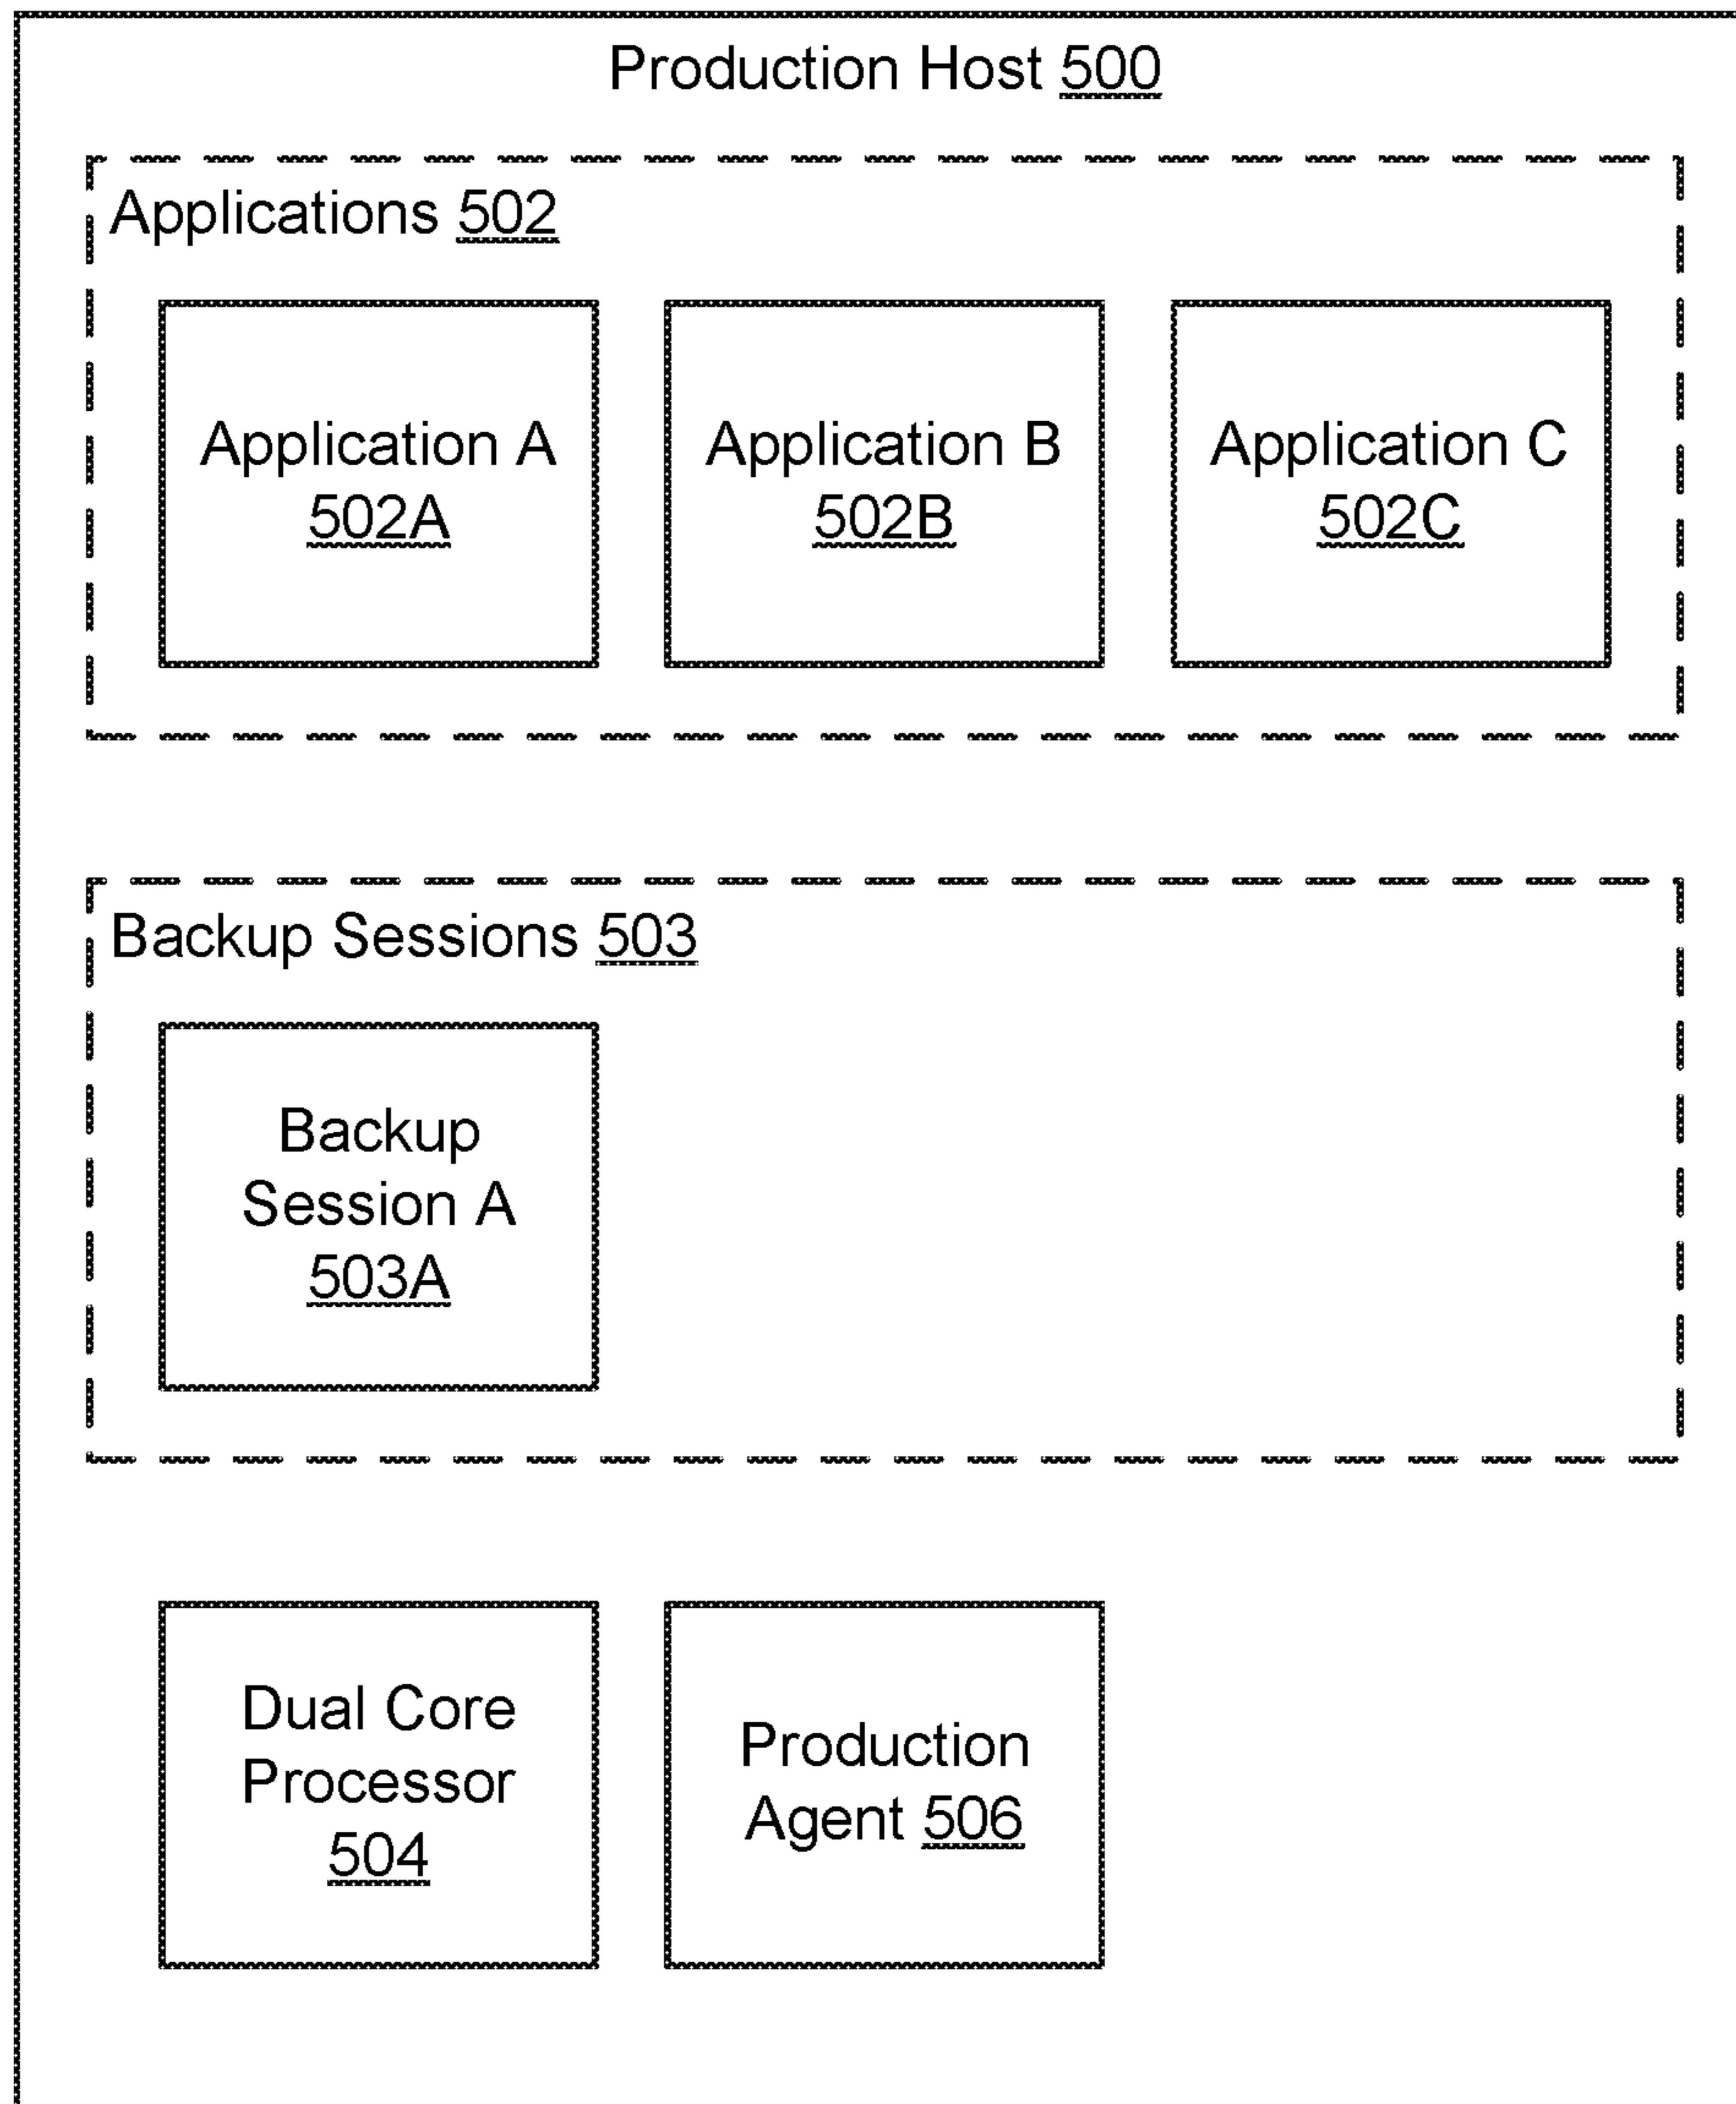 Production Host 500
Applications 502
Application A
502A
Application B
502B
Application C
502C
Backup Sessions 503
Backup
Session A
503A
Dual Core
Processor
504
Production
Agent 506